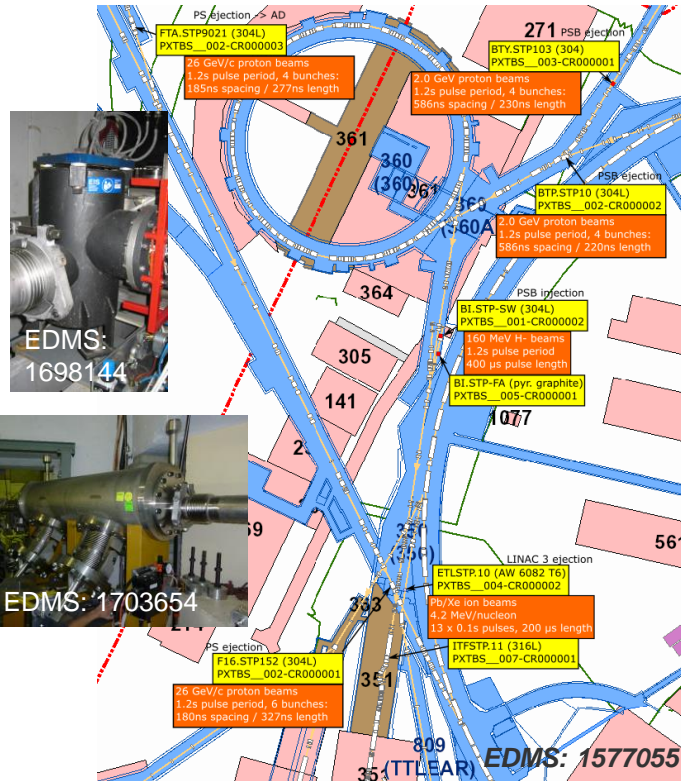 PS ejection -> AD
FTA.STP9021 (304L)
PXTBS__002-CR000003
26 GeV/c proton beams
1.2s pulse period, 4 bunches:
185ns spacing / 277ns length
271
PSB ejection
BTY.STP103 (304)
PXTBS__003-CR000001
2.0 GeV proton beams
1.2s pulse period, 4 bunches:
586ns spacing / 230ns length
361
360
(360)
361
360
(360A
PSB ejection
BTP.STP10 (304L)
PXTBS__002-CR000002
2.0 GeV proton beams
1.2s pulse period, 4 bunches:
586ns spacing / 220ns length
364
PSB injection
BI.STP-SW (304L)
PXTBS__001-CR000002
160 MeV H- beams
1.2s pulse period
400 µs pulse length
BI.STP-FA (pyr. graphite)
PXTBS__005-CR000001
EDMS:
1698144
305
141
1077
561
LINAC 3 ejection
ETLSTP.10 (AW 6082 T6)
PXTBS__004-CR000002
Pb/Xe ion beams
4.2 MeV/nucleon
13 x 0.1s pulses, 200 µs length
EDMS: 1703654
353
ITFSTP.11 (316L)
PXTBS__007-CR000001
PS ejection
F16.STP152 (304L)
PXTBS__002-CR000001
26 GeV/c proton beams
1.2s pulse period, 6 bunches:
180ns spacing / 327ns length
351
809
(TTLEAR)
EDMS: 1577055